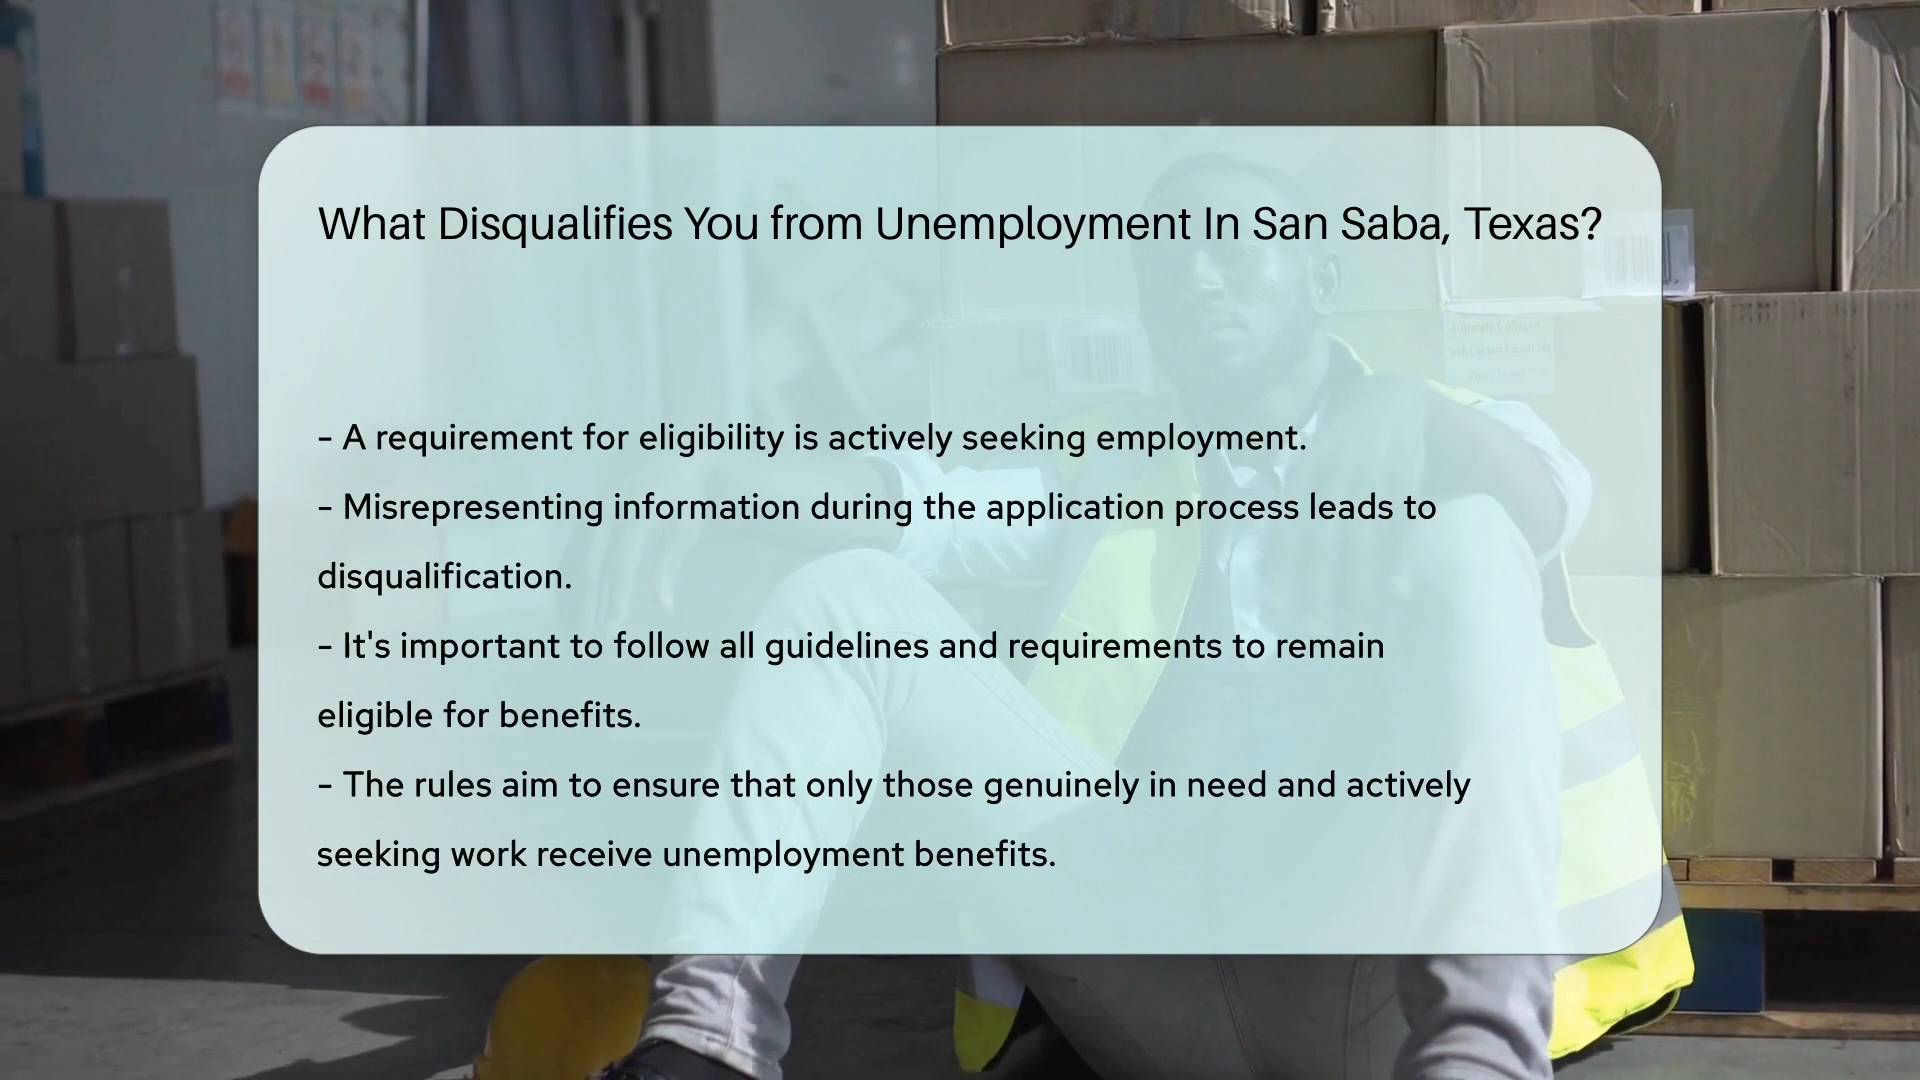 What Disqualifies You from Unemployment In San Saba, Texas?
- A requirement for eligibility is actively seeking employment.
- Misrepresenting information during the application process leads to
disqualification.
- It's important to follow all guidelines and requirements to remain
eligible for benefits.
- The rules aim to ensure that only those genuinely in need and actively
seeking work receive unemployment benefits.
Ultimate Collagen